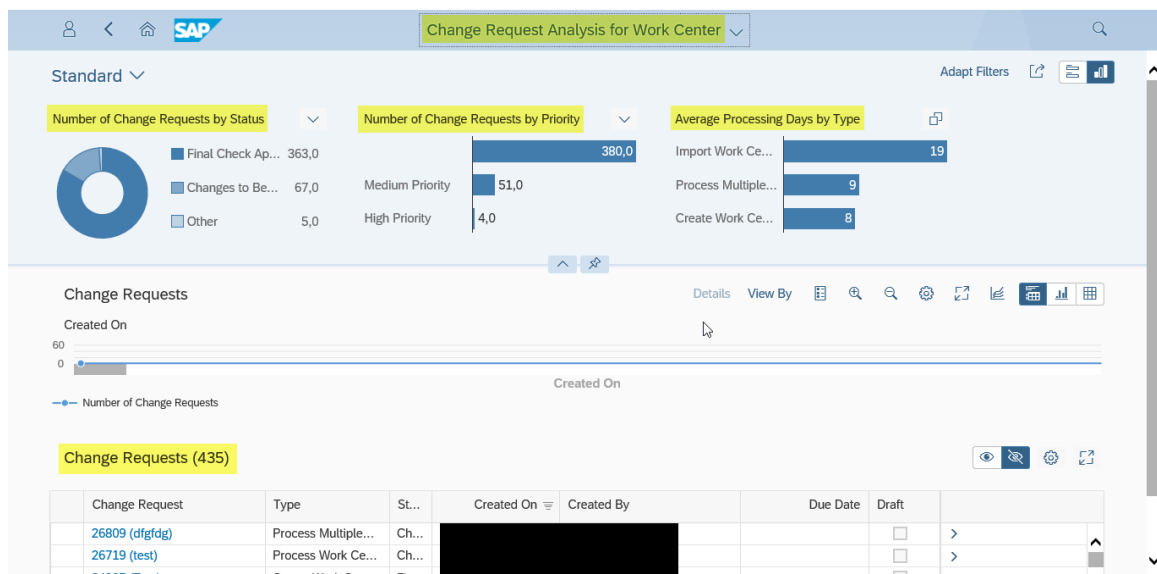 SAP
Change Request Analysis for Work Center
Standard
Adapt Filters
Number of Change Requests by Status
Final Check Ap... 363,0
Changes to Be... 67,0
Other 5,0
Number of Change Requests by Priority
380,0
Medium Priority 51,0
High Priority 4,0
Average Processing Days by Type
Import Work Ce... 19
Process Multiple... 9
Create Work Ce... 8
Change Requests
Details View By
Created On
60
0
Created On
Number of Change Requests
Change Requests (435)
Change Request Type St... Created On Created By Due Date Draft
26809 (dfgfdg) Process Multiple... Ch...
26719 (test) Process Work Ce... Ch...